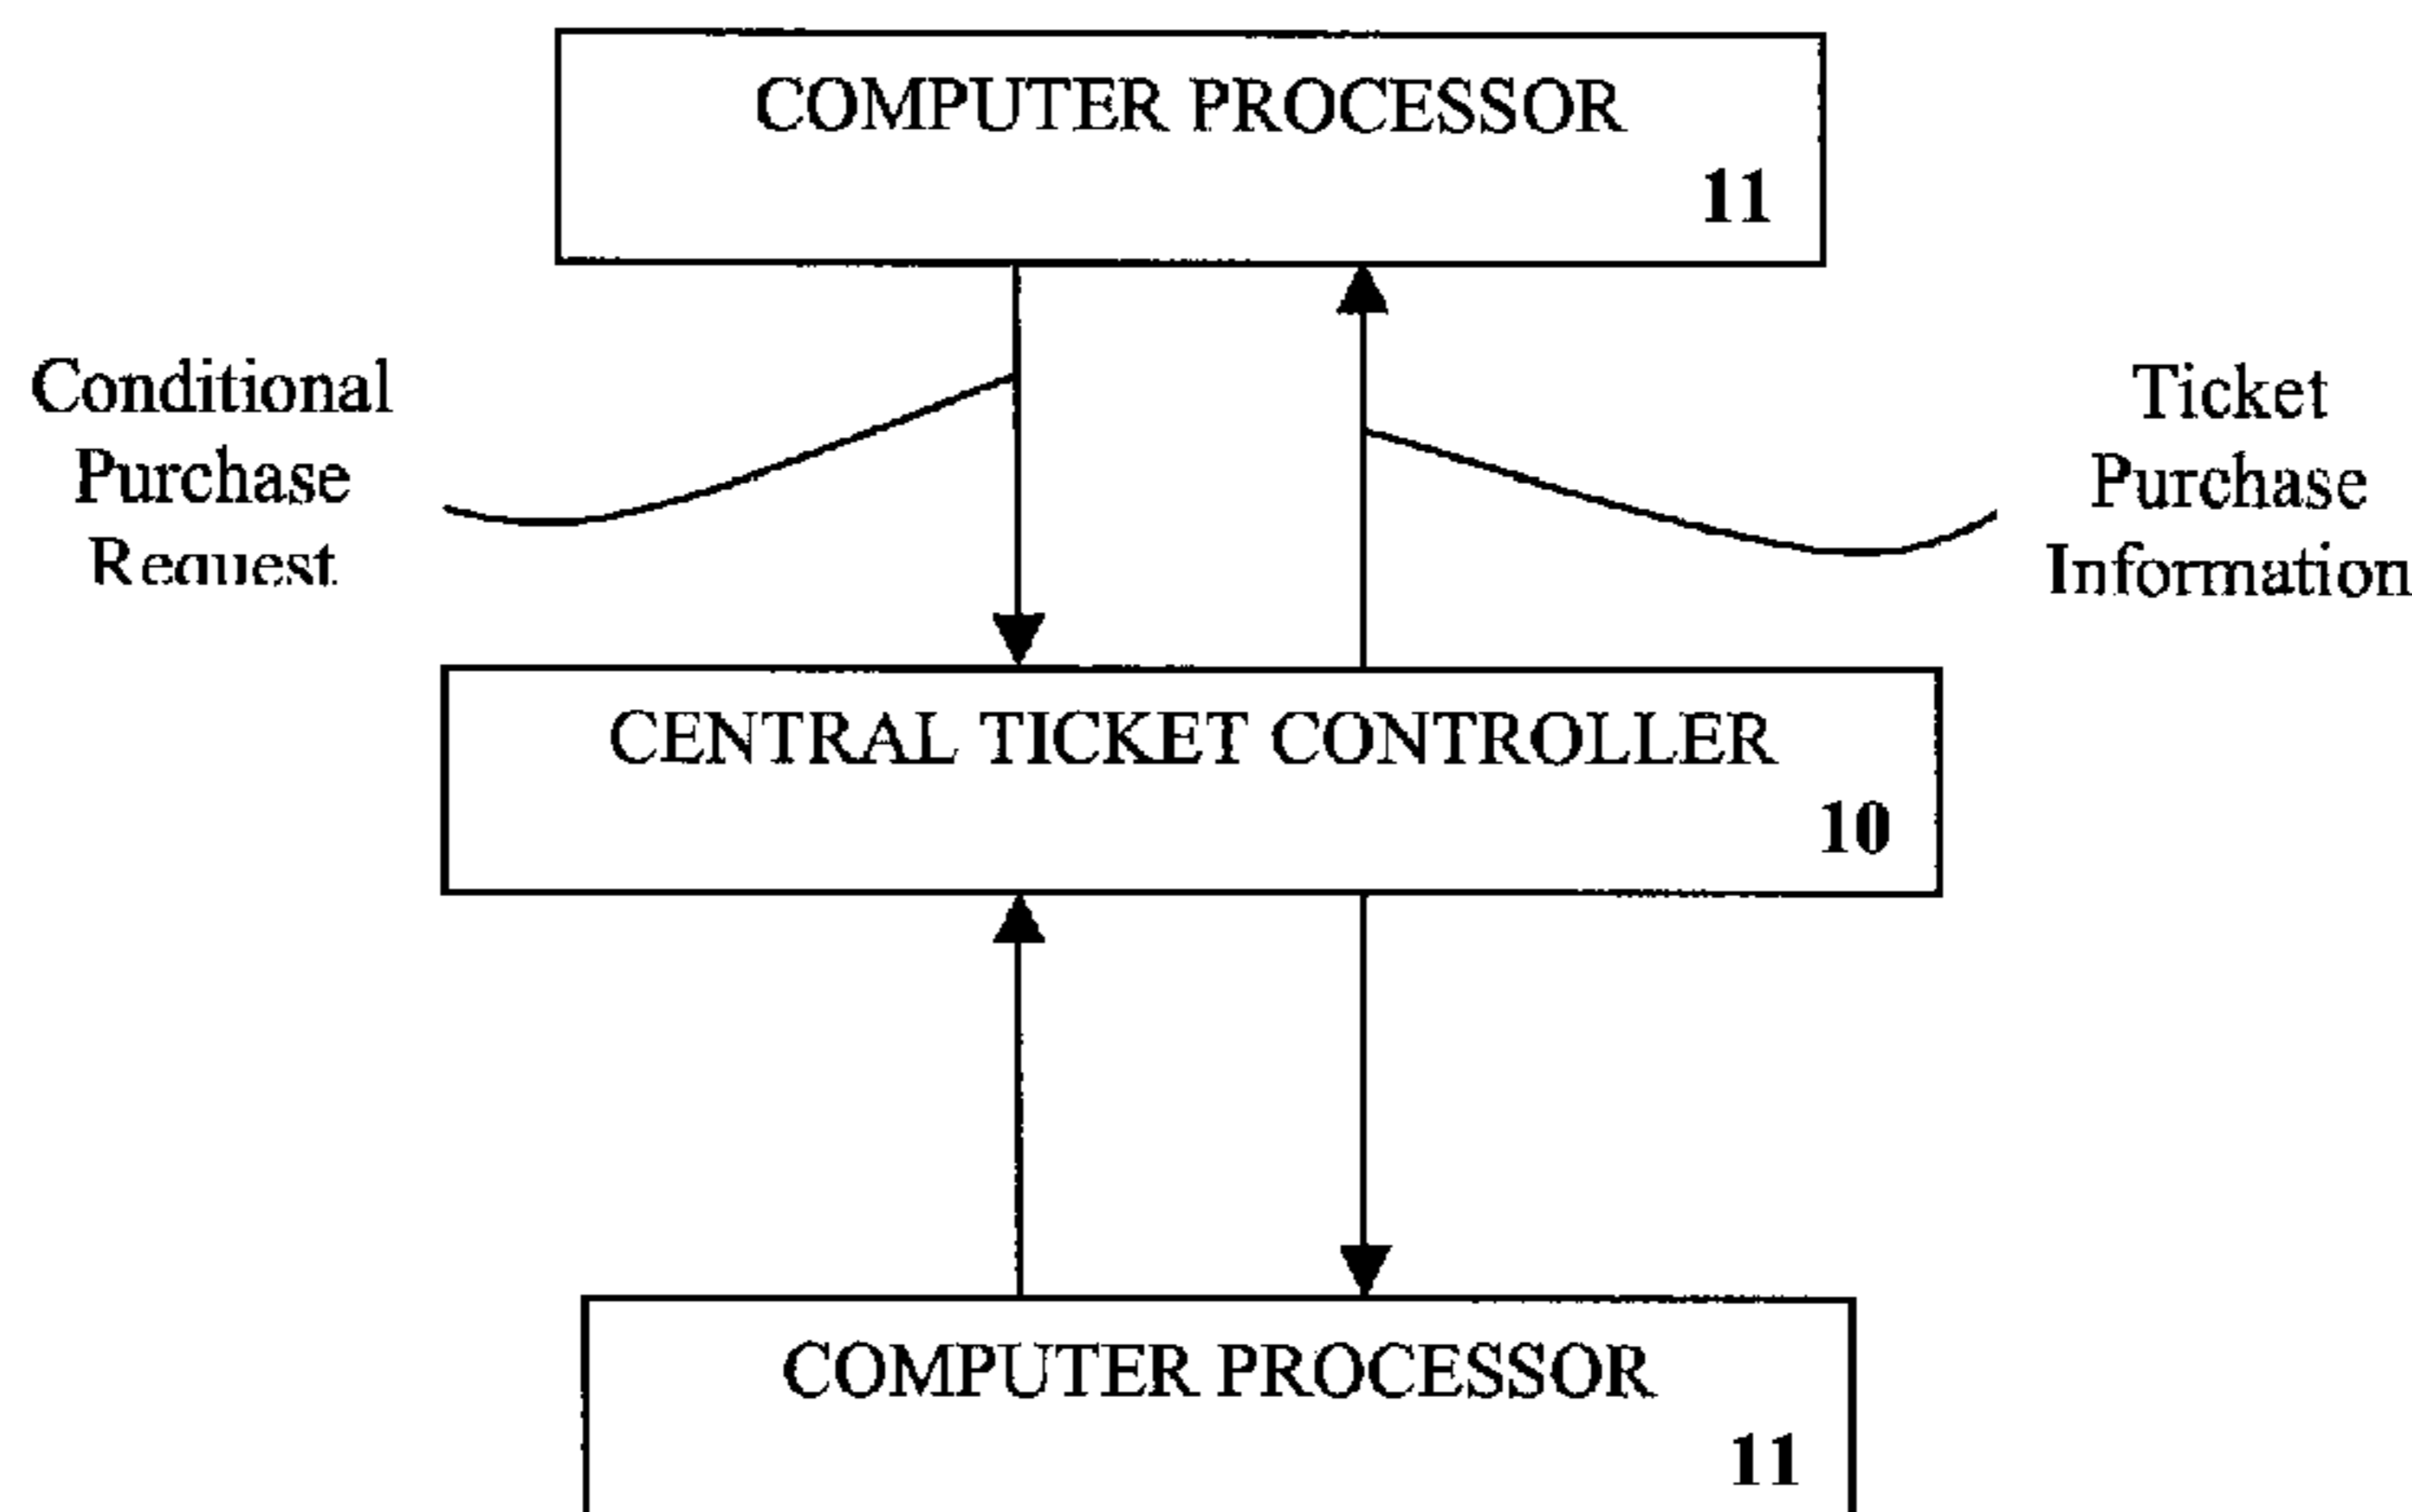 COMPUTER PROCESSOR
11
Conditional
Purchase
Request
Ticket
Purchase
Information
CENTRAL TICKET CONTROLLER
10
COMPUTER PROCESSOR
11